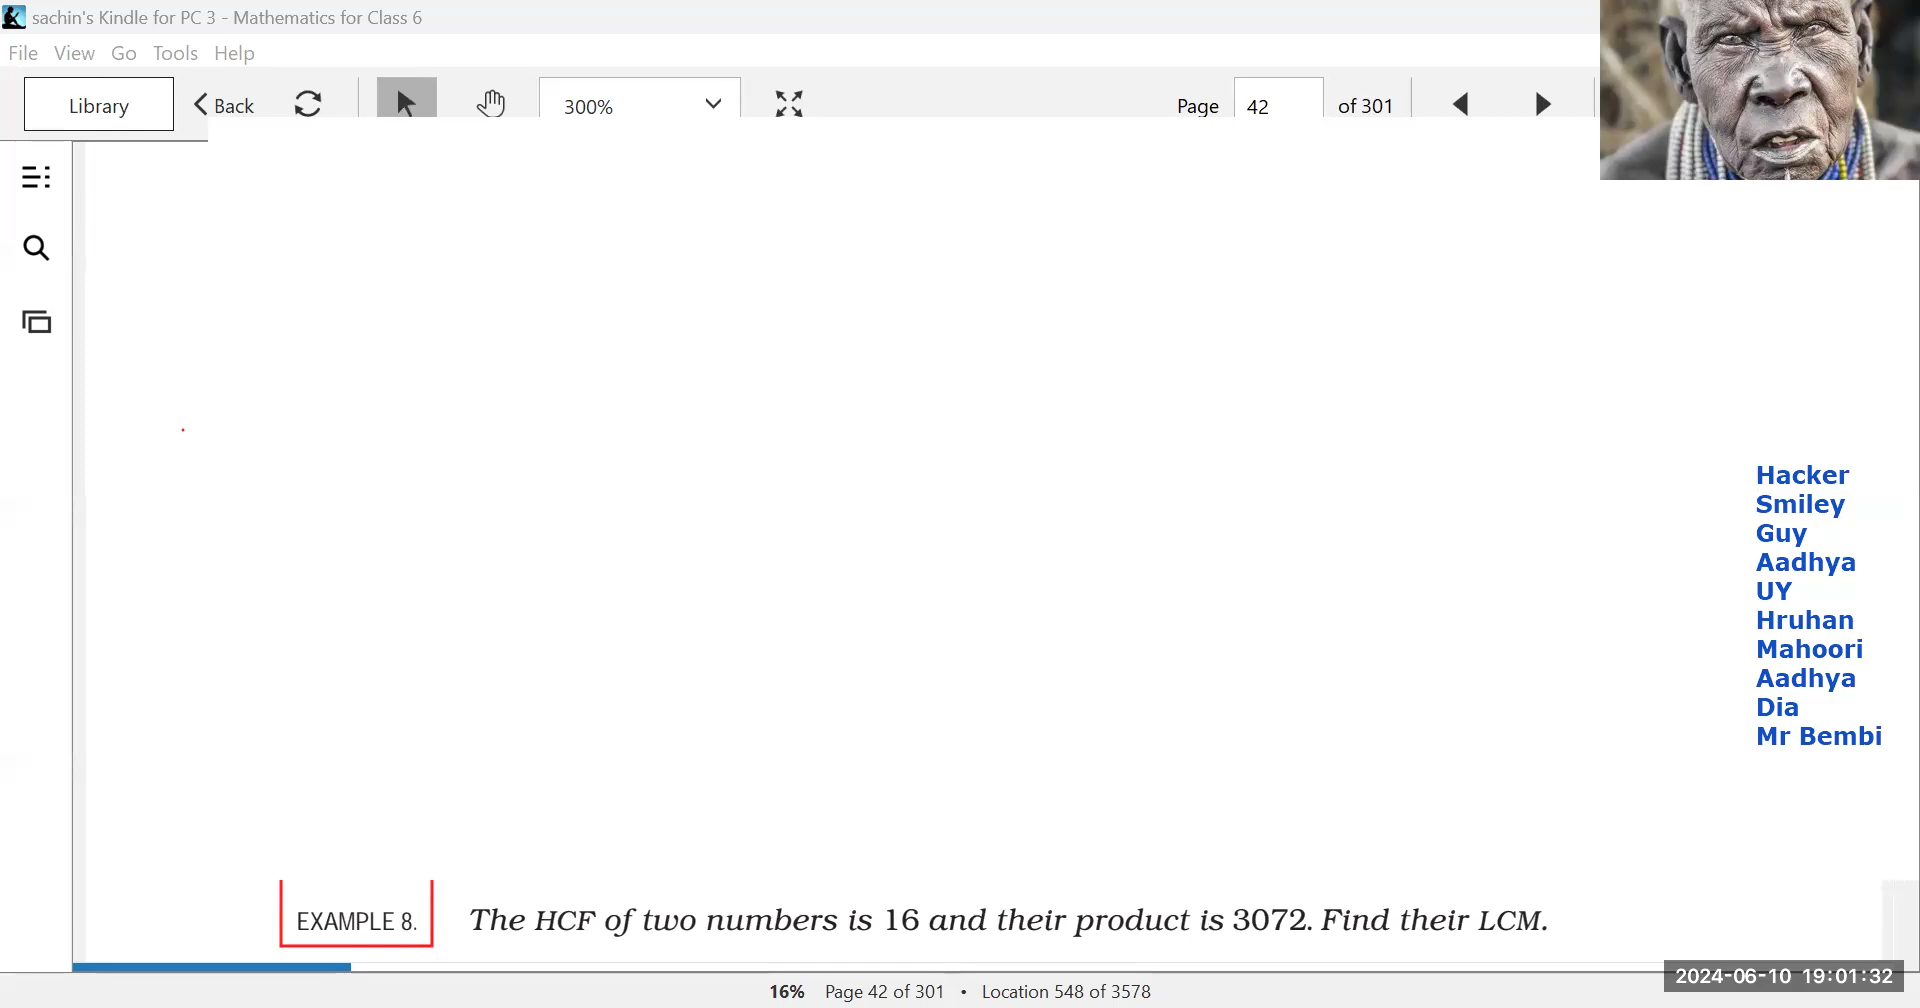 sachin's Kindle for PC 3 - Mathematics for Class 6
File View Go Tools Help
Library Back 300% Page 42 of 301
Hacker
Smiley
Guy
Aadhya
UY
Hruhan
Mahoori
Aadhya
Dia
Mr Bembi
EXAMPLE 8. The HCF of two numbers is 16 and their product is 3072. Find their LCM.
2024-06-10 19:01:32
16% Page 42 of 301 • Location 548 of 3578